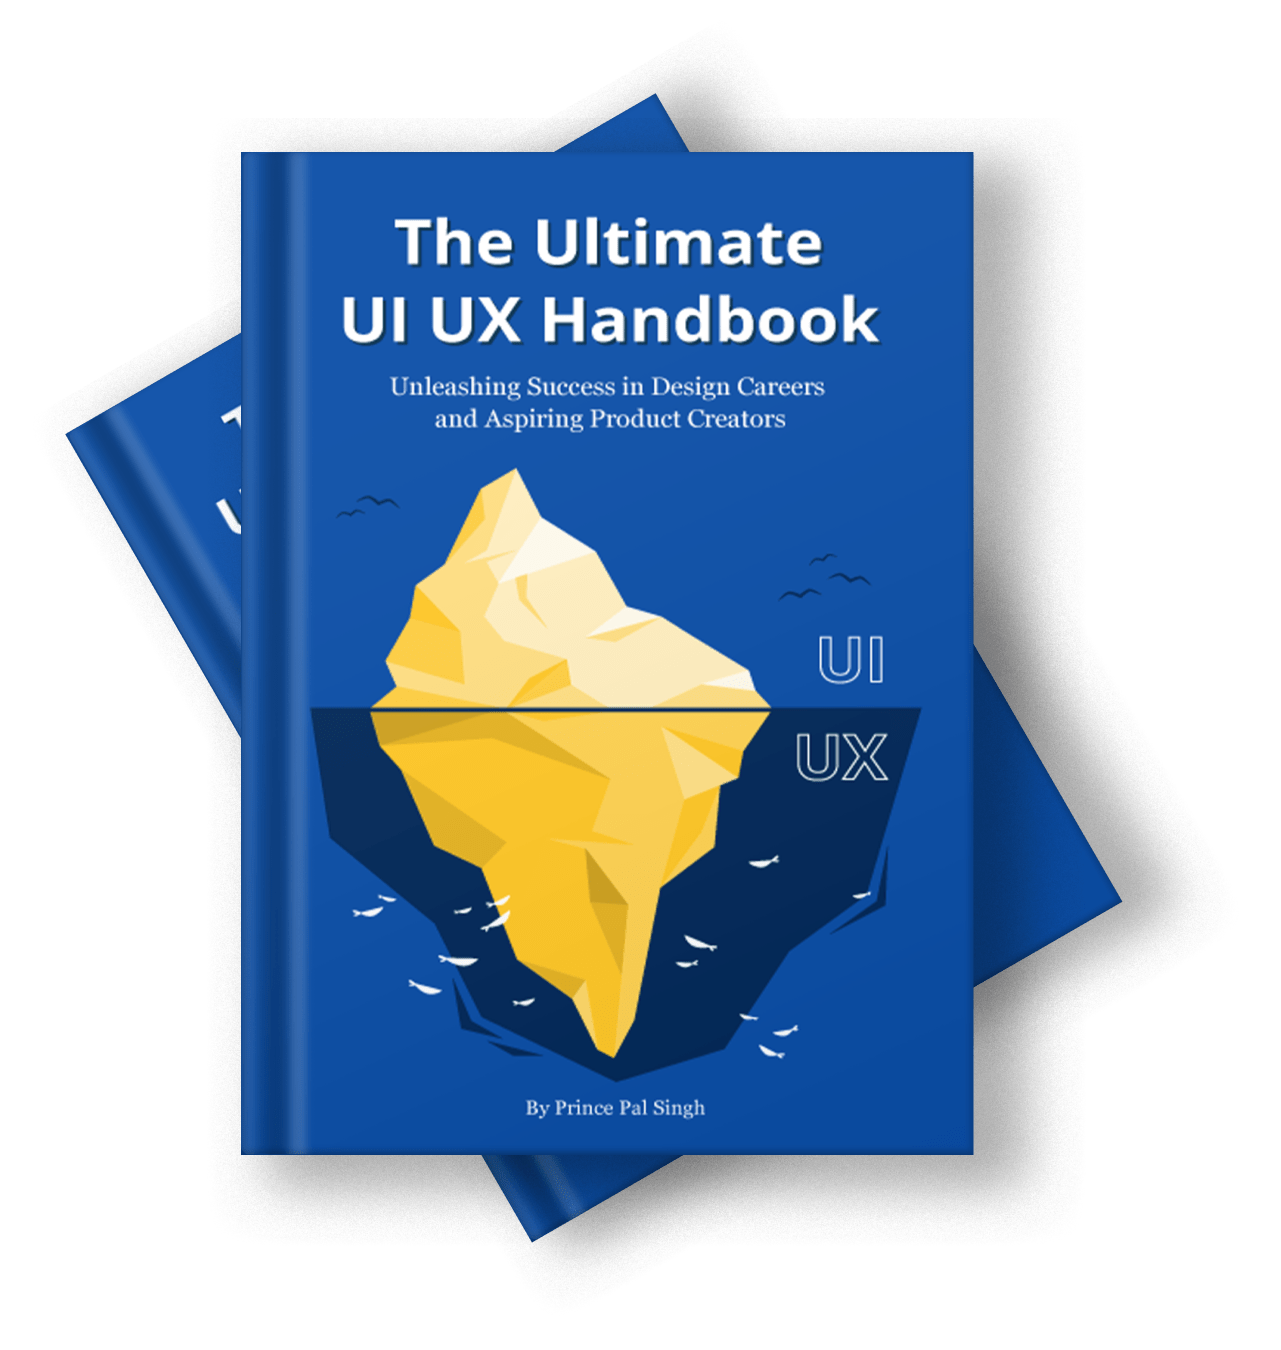 The Ultimate
UI UX Handbook
Unleashing Success in Design Careers
and Aspiring Product Creators
UI
UX
By Prince Pal Singh